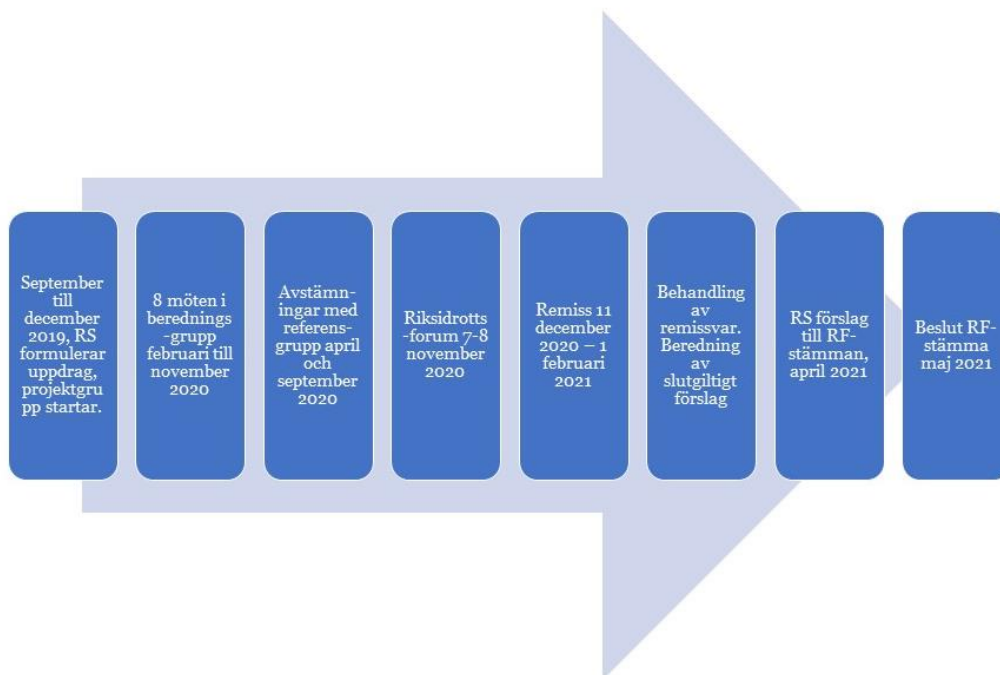 September
till
december
2019, RS
formulerar
uppdrag,
projektgru
pp startar.
8 möten i
berednings
-grupp
februari till
november
2020
Avstämn-
ingar med
referens-
grupp april
och
september
2020
Riksidrotts
-forum 7-8
november
2020
Remiss 11
december
2020 – 1
februari
2021
Behandling
av
remissvar.
Beredning
av
slutgiltigt
förslag
RS förslag
till RF-
stämman,
april 2021
Beslut RF-
stämma
maj 2021